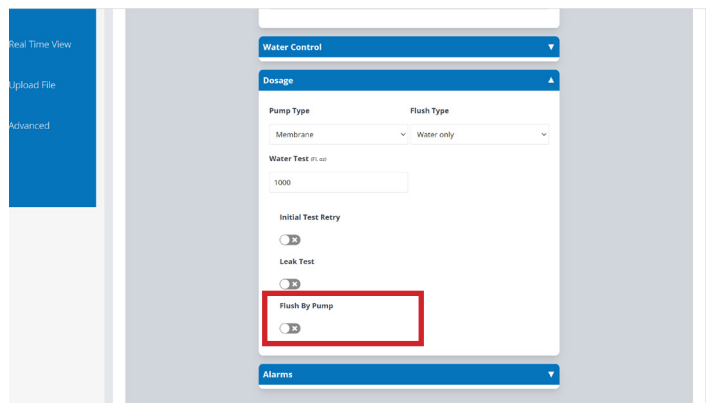 Real Time View
Upload File
Advanced
Water Control
Dosage
Pump Type
Flush Type
Membrane
Water only
Water Test (Fl. oz)
1000
Initial Test Retry
Leak Test
Flush By Pump
Alarms